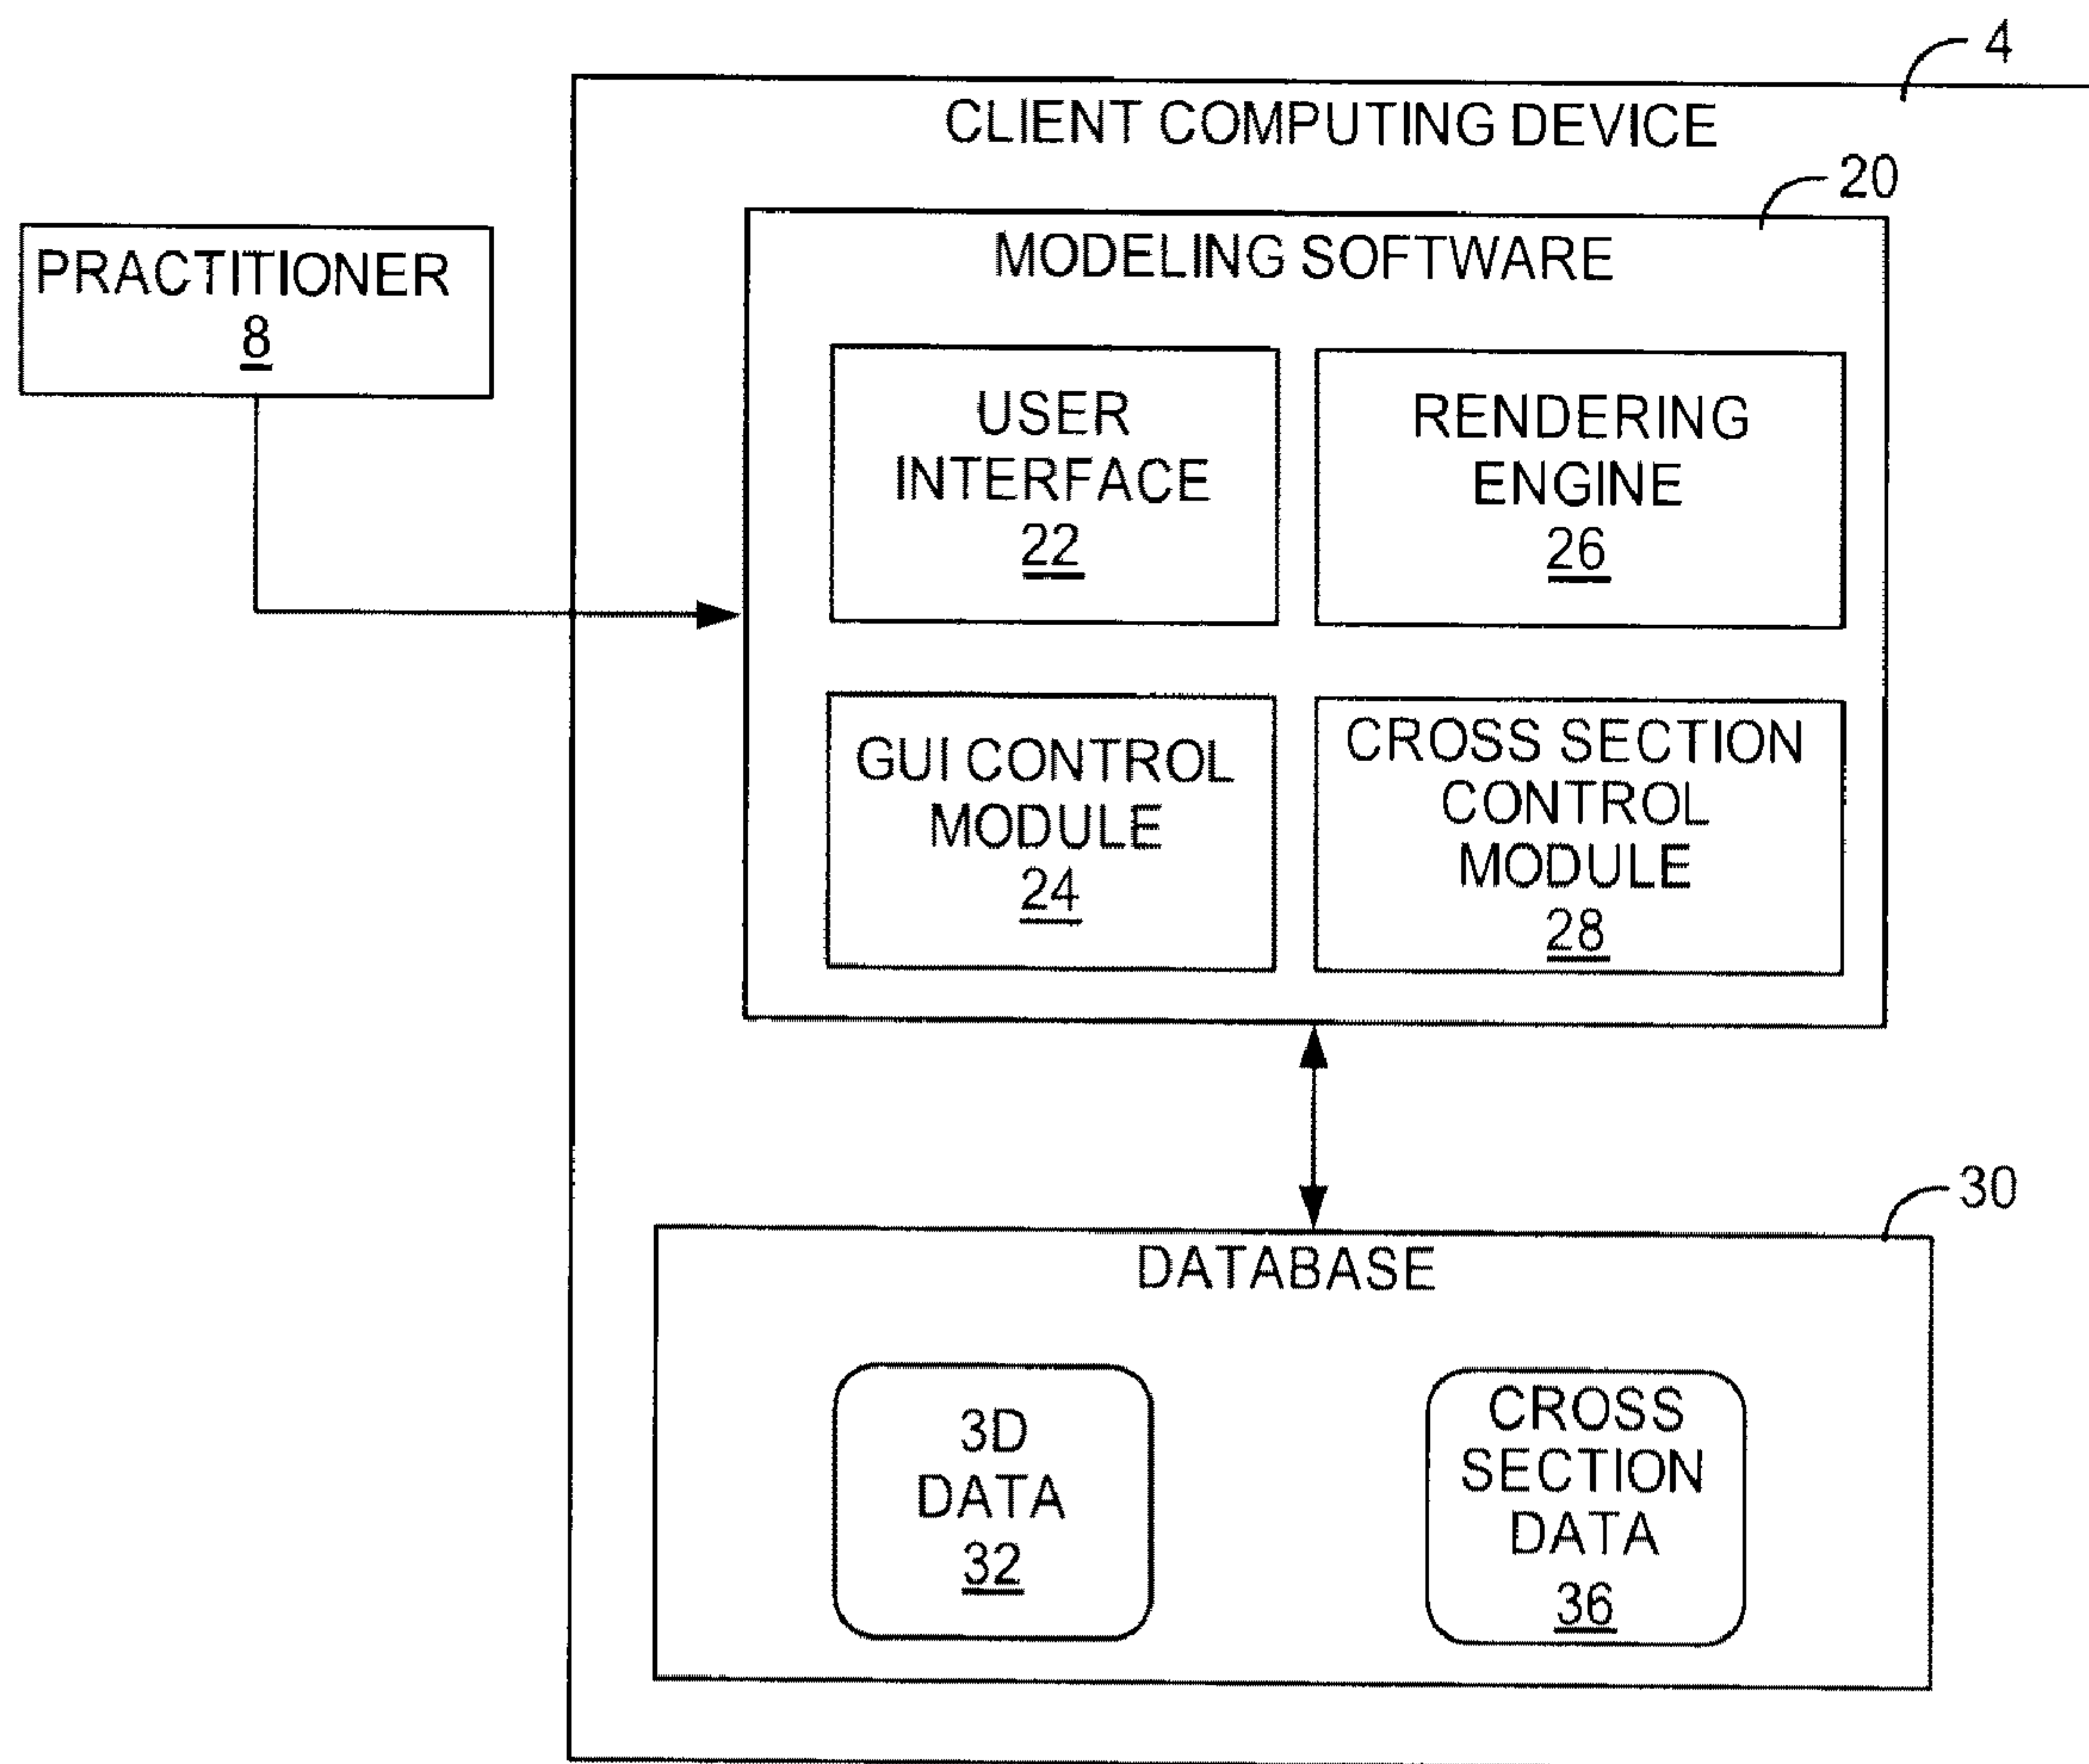 4
CLIENT COMPUTING DEVICE
20
MODELING SOFTWARE
PRACTITIONER
8
USER
INTERFACE
22
RENDERING
ENGINE
26
GUI CONTROL
MODULE
24
CROSS SECTION
CONTROL
MODULE
28
30
DATABASE
3D
DATA
32
CROSS
SECTION
DATA
36